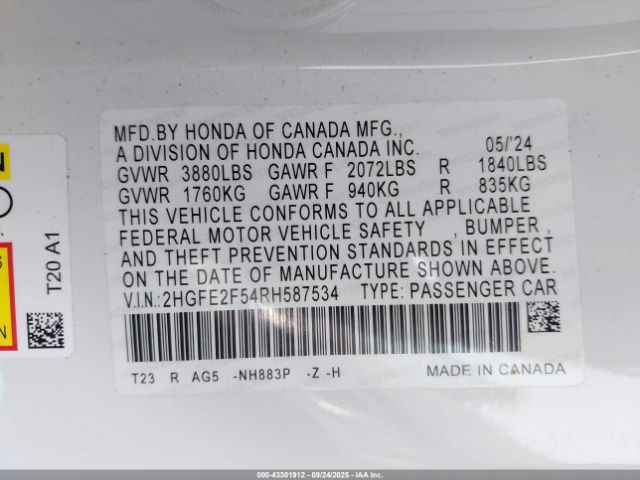 MFD.BY HONDA OF CANADA MFG.,
A DIVISION OF HONDA CANADA INC. 05/'24
GVWR 3880LBS GAWR F 2072LBS R 1840LBS
GVWR 1760KG GAWR F 940KG R 835KG
THIS VEHICLE CONFORMS TO ALL APPLICABLE
FEDERAL MOTOR VEHICLE SAFETY , BUMPER ,
AND THEFT PREVENTION STANDARDS IN EFFECT
ON THE DATE OF MANUFACTURE SHOWN ABOVE.
V.I.N.: 2HGFE2F54RH587534 TYPE: PASSENGER CAR
T23 R AG5 -NH883P -Z -H MADE IN CANADA
T20 A1
000-43301912 - 09/24/2025 - IAAI.COM